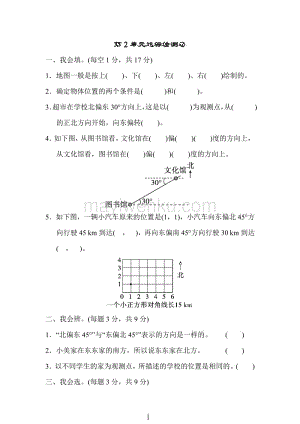 第2单元达标检测
一、我会填。(每空1分，共17分)
1．地图一般是按上(　　)、下(　　)、左(　　)、右(　　)绘制的。
2．确定物体位置的两个条件是(　　)和(　　)。
3.超市在学校北偏东30°方向上,这是以(　　)为观测点，从(　　)
的正北方向开始，向东偏转(　　)。
4．如下图，从图书馆看，文化馆在(　　)偏(　　)(　　)度的方向上，
从文化馆看，图书馆在(　　)偏(　　)(　　)度的方向上。
北
文化馆
30°
30°
图书馆
5．如下图，一辆小汽车原来的位置是(1，1)，小汽车向东偏北45°方
向行驶45 km到达(　，　)，再向东偏南45°方向行驶30 km到达
(　，　)。
4
3
2
1
0 1 2 3 4 5 6
北
一个小正方形对角线长15 km
二、我会辨。(每题3分，共9分)
1．“北偏东45°”与“东偏北45°”表示的方向是一样的。 (　　)
2．小美家在东东家的南方，所以说东东家在北方。 (　　)
3．以不同学生的家为观测点，所描述的学校的位置是相同的。 (　　)
三、我会选。(每题3分，共9分)
1